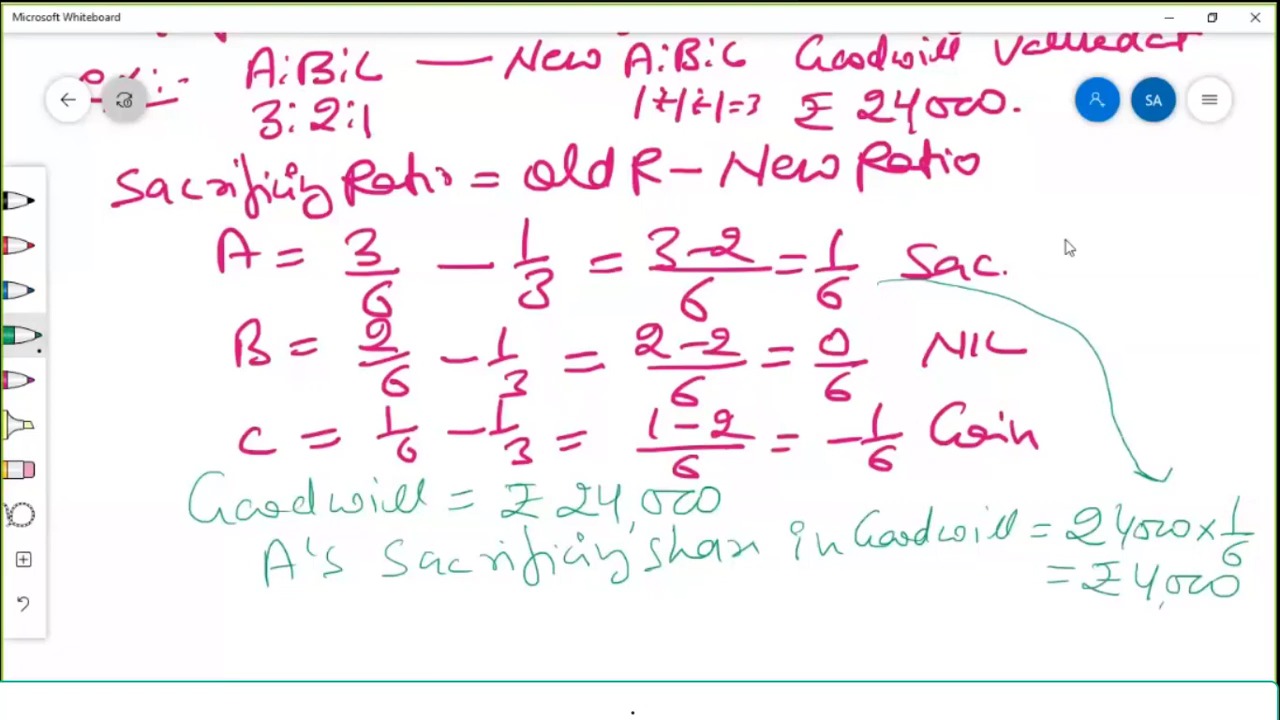 Microsoft Whiteboard
A:B:C — New A:B:C Goodwill valued at
3:2:1 1+1+1=3 ₹ 24000.
SA
Sacrificing Ratio = old R - New Ratio
A = 3/6 - 1/3 = 3-2/6 = 1/6 Sac.
B = 2/6 - 1/3 = 2-2/6 = 0/6 NIL
C = 1/6 - 1/3 = 1-2/6 = -1/6 Gain
Goodwill = ₹ 24,000
A's Sacrificing share in Goodwill = 24000 × 1/6
= ₹4,000